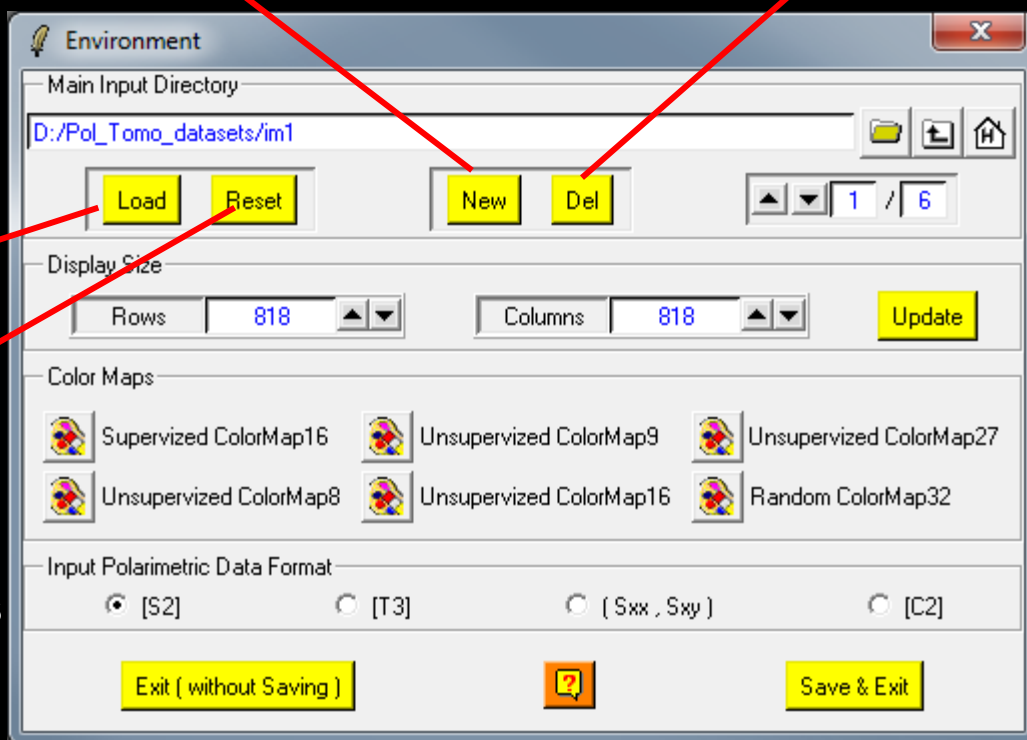 Environment
Main Input Directory
D:/Pol_Tomo_datasets/im1
H
Load Reset New Del 1 / 6
Display Size
Rows 818 Columns 818 Update
Color Maps
Supervized ColorMap16 Unsupervized ColorMap9 Unsupervized ColorMap27
Unsupervized ColorMap8 Unsupervized ColorMap16 Random ColorMap32
Input Polarimetric Data Format
[S2] [T3] ( Sxx , Sxy ) [C2]
Exit ( without Saving ) ? Save & Exit